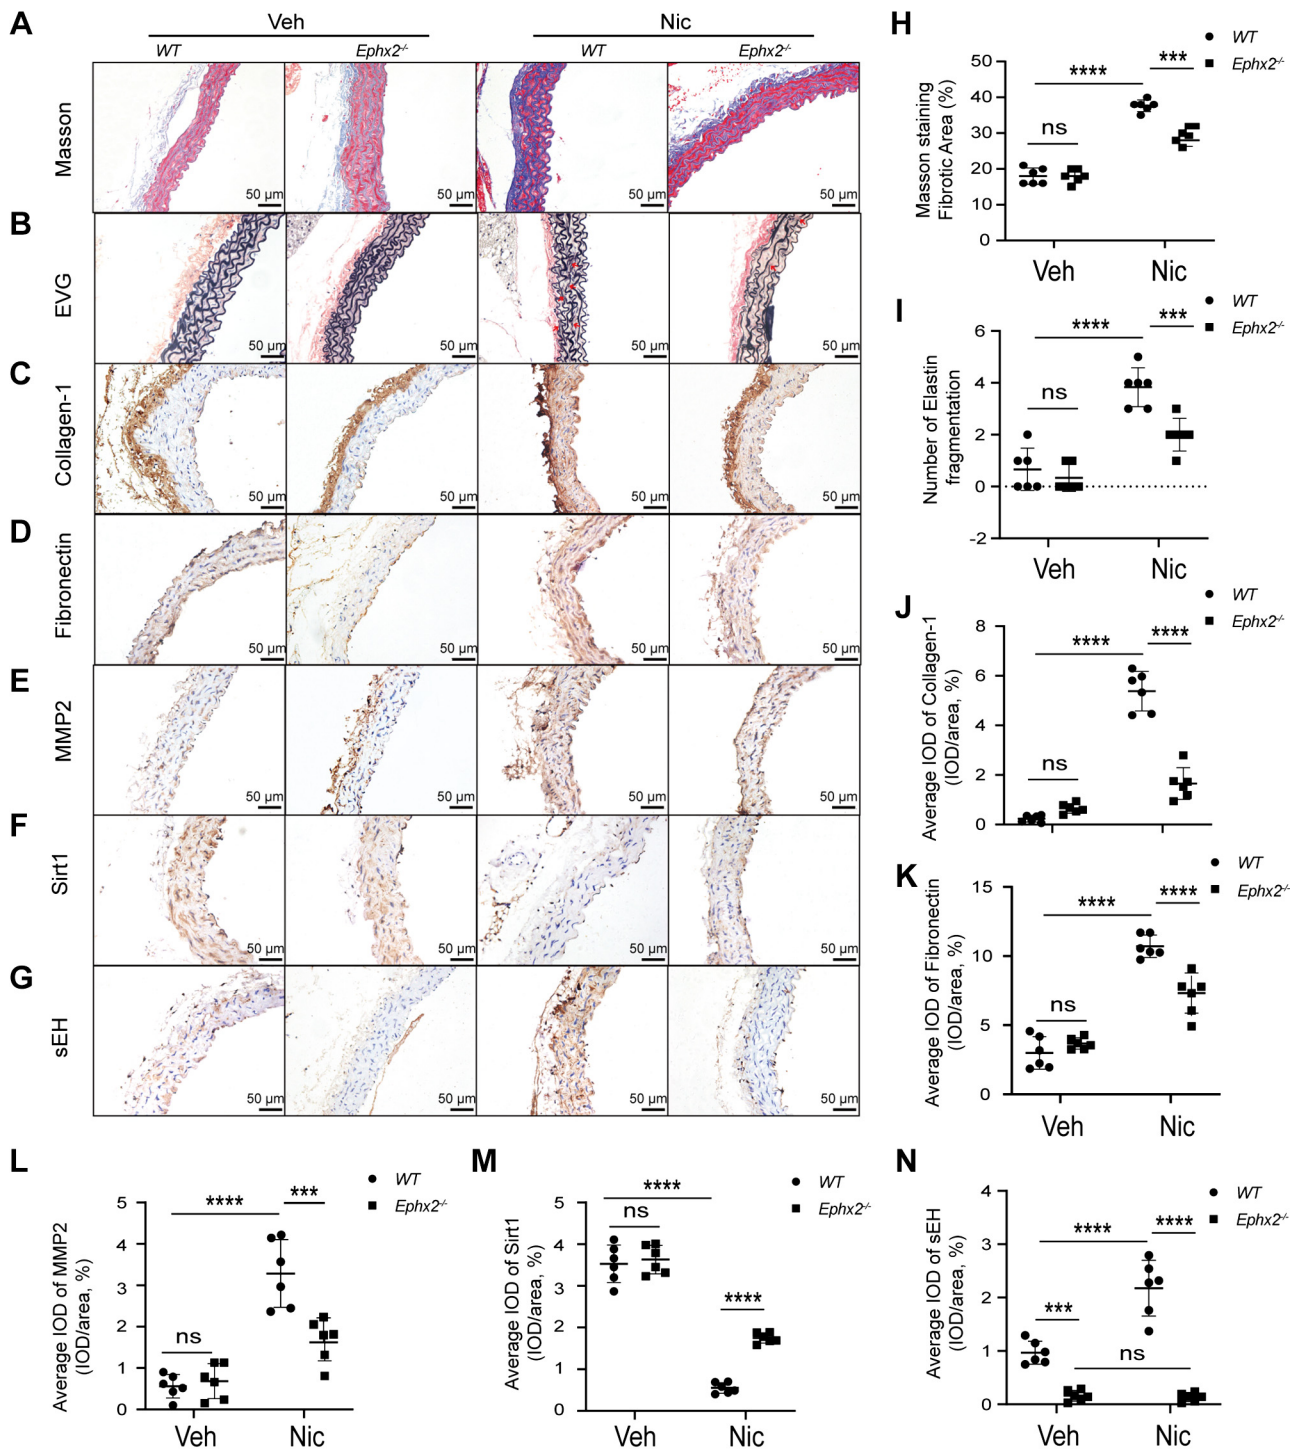 A
Veh
Nic
WT
Ephx2-/-
WT
Ephx2-/-
Masson
50 µm
50 µm
50 µm
50 µm
B
EVG
50 µm
50 µm
50 µm
50 µm
C
Collagen-1
50 µm
50 µm
50 µm
50 µm
D
Fibronectin
50 µm
50 µm
50 µm
50 µm
E
MMP2
50 µm
50 µm
50 µm
50 µm
F
Sirt1
50 µm
50 µm
50 µm
50 µm
G
sEH
50 µm
50 µm
50 µm
50 µm
H
WT
Ephx2-/-
Masson staining
Fibrotic Area (%)
50
40
30
20
10
0
ns
****
***
Veh
Nic
I
WT
Ephx2-/-
Number of Elastin
fragmentation
6
4
2
0
-2
ns
****
***
Veh
Nic
J
WT
Ephx2-/-
Average IOD of Collagen-1
(IOD/area, %)
8
6
4
2
0
ns
****
****
K
WT
Ephx2-/-
Average IOD of Fibronectin
(IOD/area, %)
15
10
5
0
ns
****
****
Veh
Nic
L
WT
Ephx2-/-
Average IOD of MMP2
(IOD/area, %)
5
4
3
2
1
0
ns
****
***
Veh
Nic
M
WT
Ephx2-/-
Average IOD of Sirt1
(IOD/area, %)
5
4
3
2
1
0
****
ns
****
Veh
Nic
N
WT
Ephx2-/-
Average IOD of sEH
(IOD/area, %)
4
3
2
1
0
***
****
****
ns
Veh
Nic